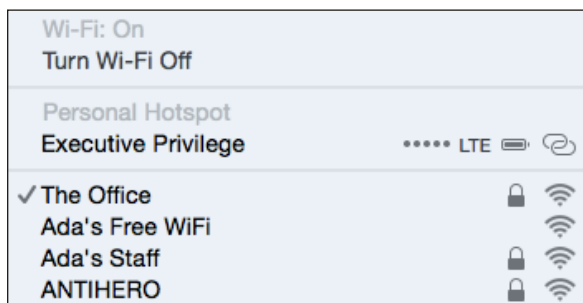 Wi-Fi: On
Turn Wi-Fi Off
Personal Hotspot
Executive Privilege LTE
The Office
Ada's Free WiFi
Ada's Staff
ANTIHERO